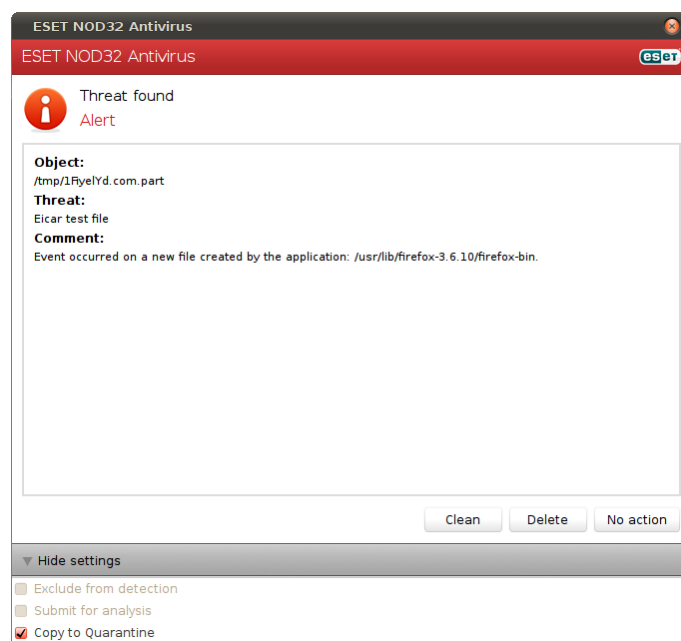 ESET NOD32 Antivirus
ESET NOD32 Antivirus
eseT
Threat found
Alert
Object:
/tmp/1RyelYd.com.part
Threat:
Eicar test file
Comment:
Event occurred on a new file created by the application: /usr/lib/firefox-3.6.10/firefox-bin.
Clean Delete No action
Hide settings
Exclude from detection
Submit for analysis
Copy to Quarantine